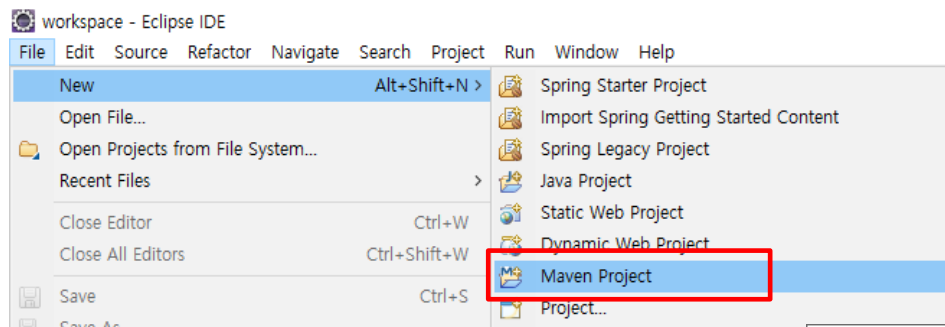 workspace - Eclipse IDE
File Edit Source Refactor Navigate Search Project Run Window Help
New Alt+Shift+N >
Open File...
Open Projects from File System...
Recent Files >
Close Editor Ctrl+W
Close All Editors Ctrl+Shift+W
Save Ctrl+S
Save As
Spring Starter Project
Import Spring Getting Started Content
Spring Legacy Project
Java Project
Static Web Project
Dynamic Web Project
Maven Project
Project...